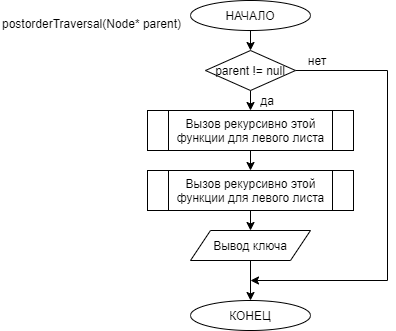 НАЧАЛО
postorderTraversal(Node* parent)
parent != null
нет
да
Вызов рекурсивно этой
функции для левого листа
Вызов рекурсивно этой
функции для левого листа
Вывод ключа
КОНЕЦ